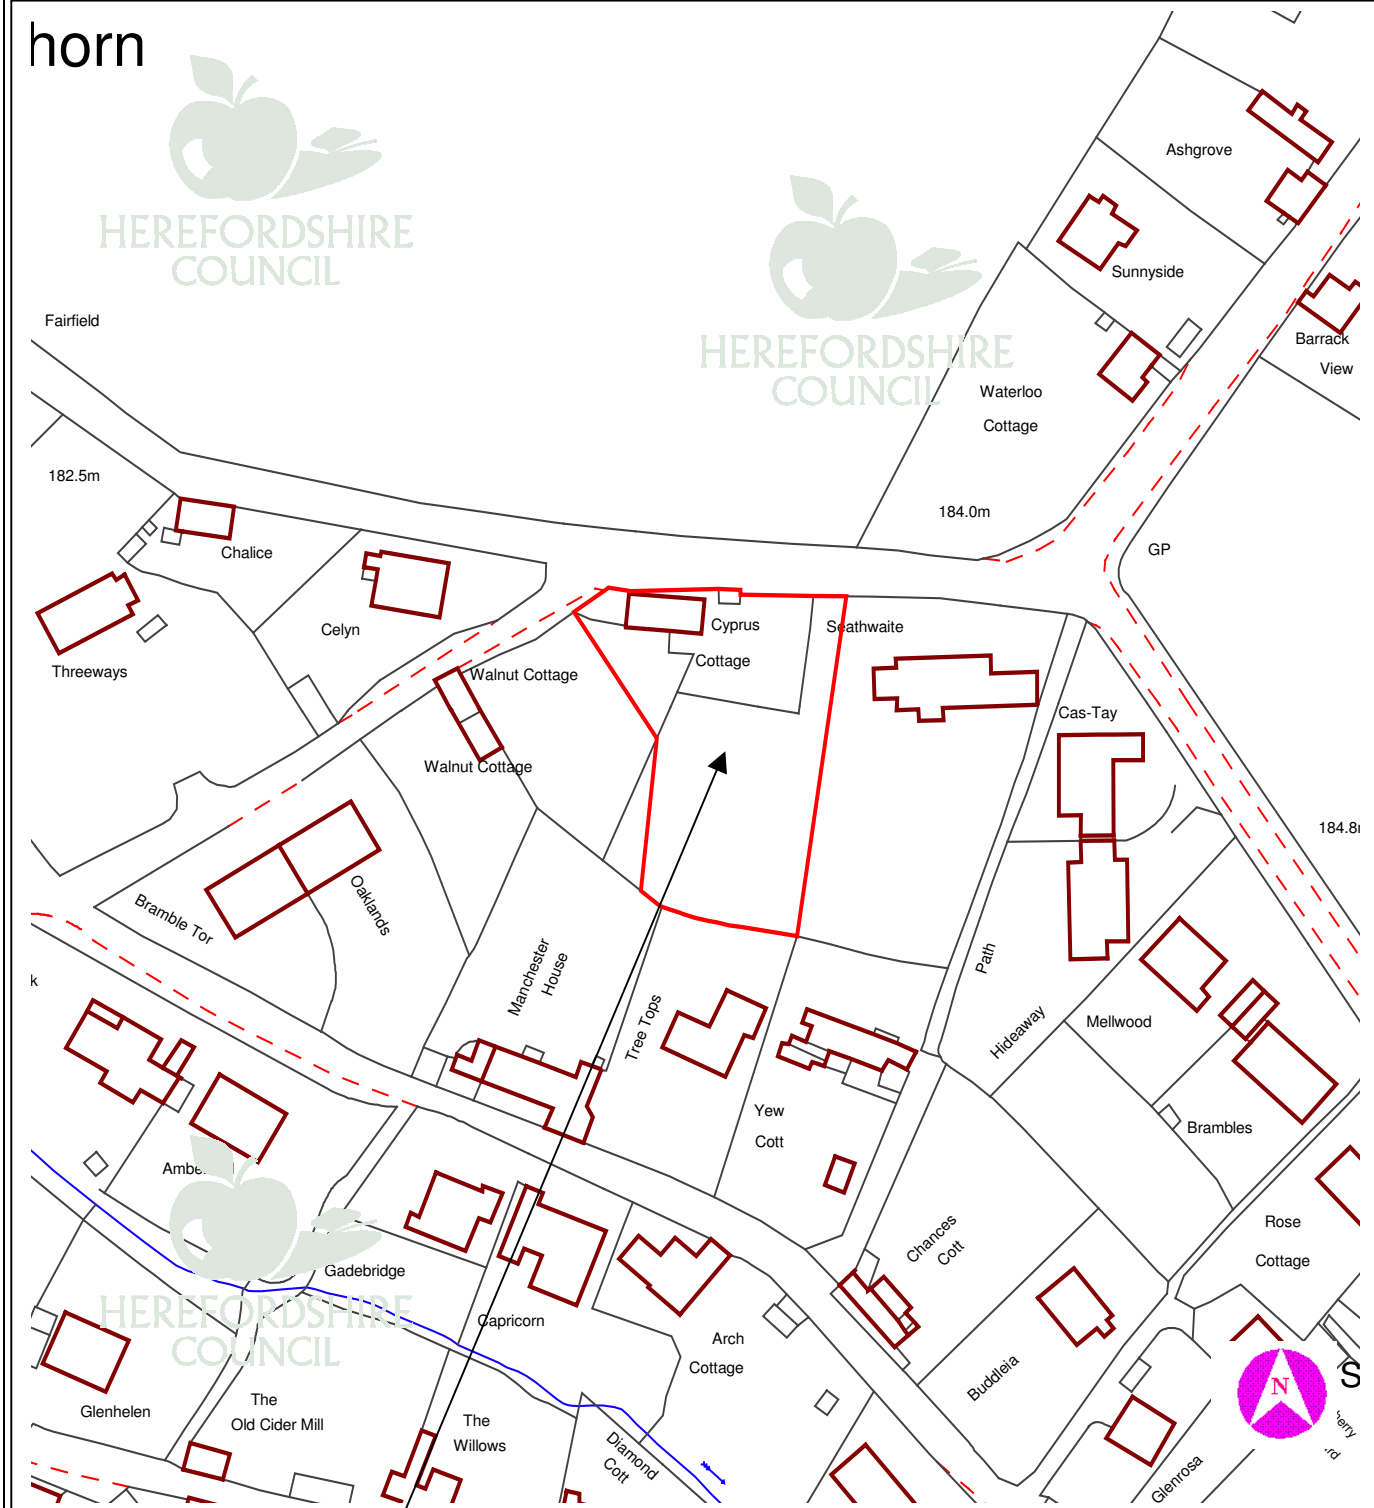 horn
HEREFORDSHIRE
COUNCIL
Ashgrove
Sunnyside
HEREFORDSHIRE
COUNCIL
Fairfield
Barrack
View
Waterloo
Cottage
182.5m
184.0m
GP
Chalice
Celyn
Threeways
Cyprus
Cottage
Seathwaite
Walnut Cottage
Walnut Cottage
Cas-Tay
Oaklands
Bramble Tor
Manchester
House
Tree Tops
Path
Hideaway
Mellwood
Brambles
Yew
Cott
k
Gadebridge
HEREFORDSHIRE
COUNCIL
Capricorn
Arch
Cottage
Chances
Cott
Rose
Cottage
Buddleia
Glenhelen
The
Old Cider Mill
The
Willows
Diamond
Cott
Glenrosa
N
S